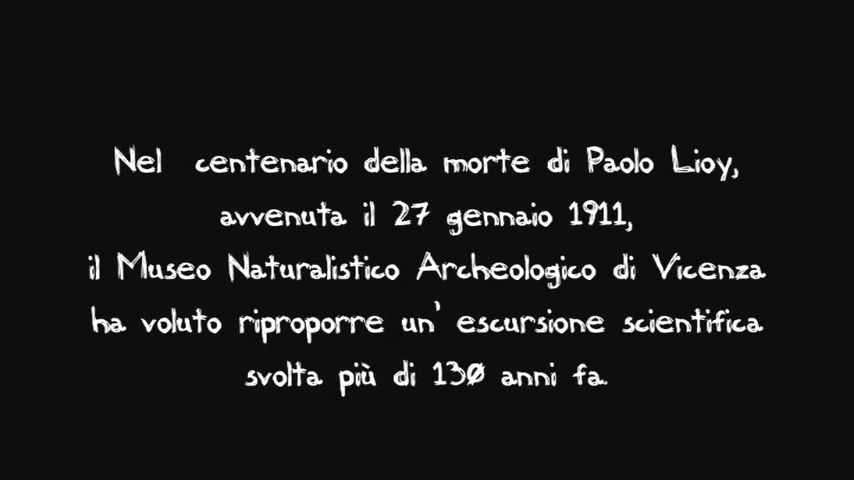 Nel centenario della morte di Paolo Lioy,
avvenuta il 27 gennaio 1911,
il Museo Naturalistico Archeologico di Vicenza
ha voluto riproporre un' escursione scientifica
svolta più di 130 anni fa.